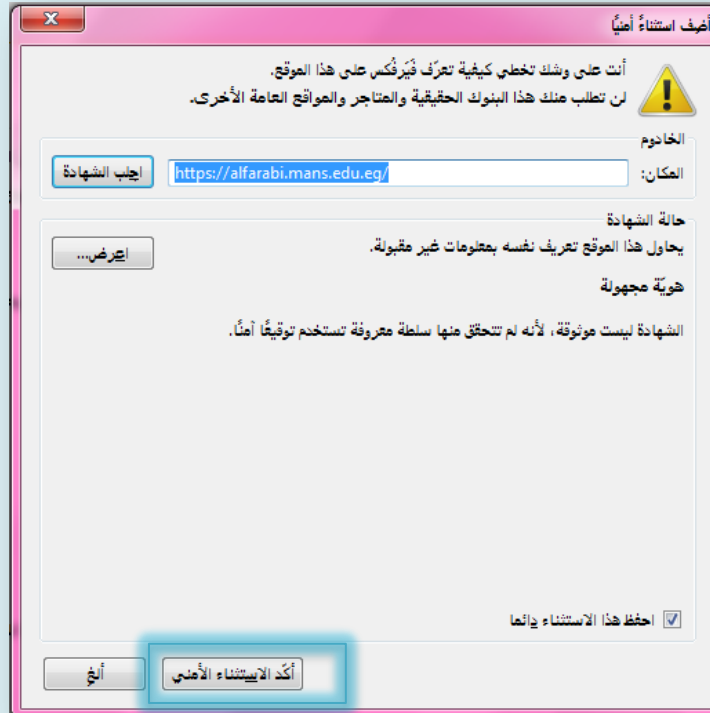 أضف استثناءً أمنيًا
أنت على وشك تخطي كيفية تعرّف فَيَرفُكس على هذا الموقع.
لن تطلب منك هذا البنوك الحقيقية والمتاجر والمواقع العامة الأخرى.
الخادوم
المكان: https://alfarabi.mans.edu.eg/ اجلب الشهادة
حالة الشهادة
يحاول هذا الموقع تعريف نفسه بمعلومات غير مقبولة. اعرض...
هويّة مجهولة
الشهادة ليست موثوقة، لأنه لم تتحقق منها سلطة معروفة تستخدم توقيعًا آمنًا.
احفظ هذا الاستثناء دائما
أكّد الاستثناء الأمني ألغِ